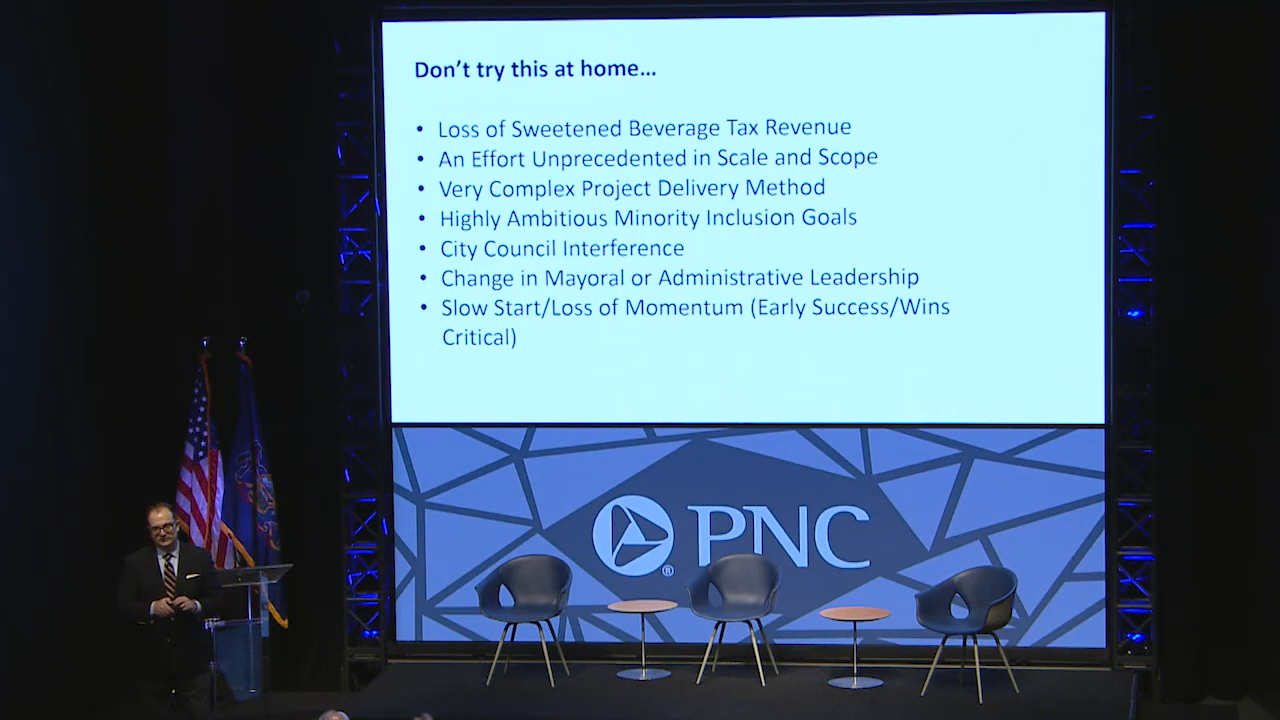 Don’t try this at home…
• Loss of Sweetened Beverage Tax Revenue
• An Effort Unprecedented in Scale and Scope
• Very Complex Project Delivery Method
• Highly Ambitious Minority Inclusion Goals
• City Council Interference
• Change in Mayoral or Administrative Leadership
• Slow Start/Loss of Momentum (Early Success/Wins
Critical)
PNC
®